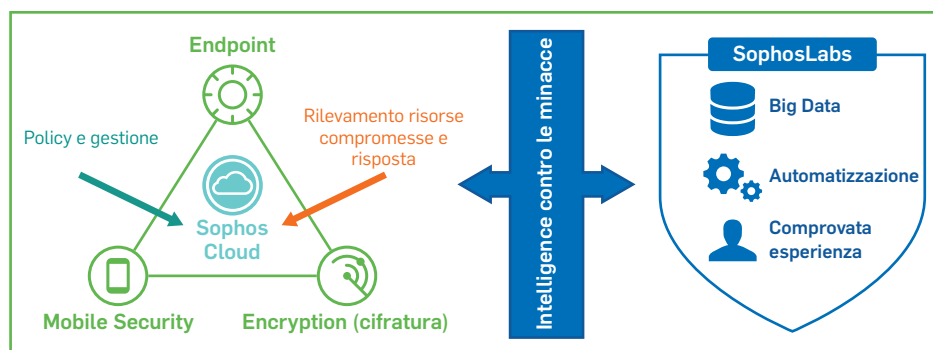 Endpoint
Policy e gestione
Rilevamento risorse
compromesse e
risposta
Sophos
Cloud
Mobile Security
Encryption (cifratura)
Intelligence contro le minacce
SophosLabs
Big Data
Automatizzazione
Comprovata
esperienza